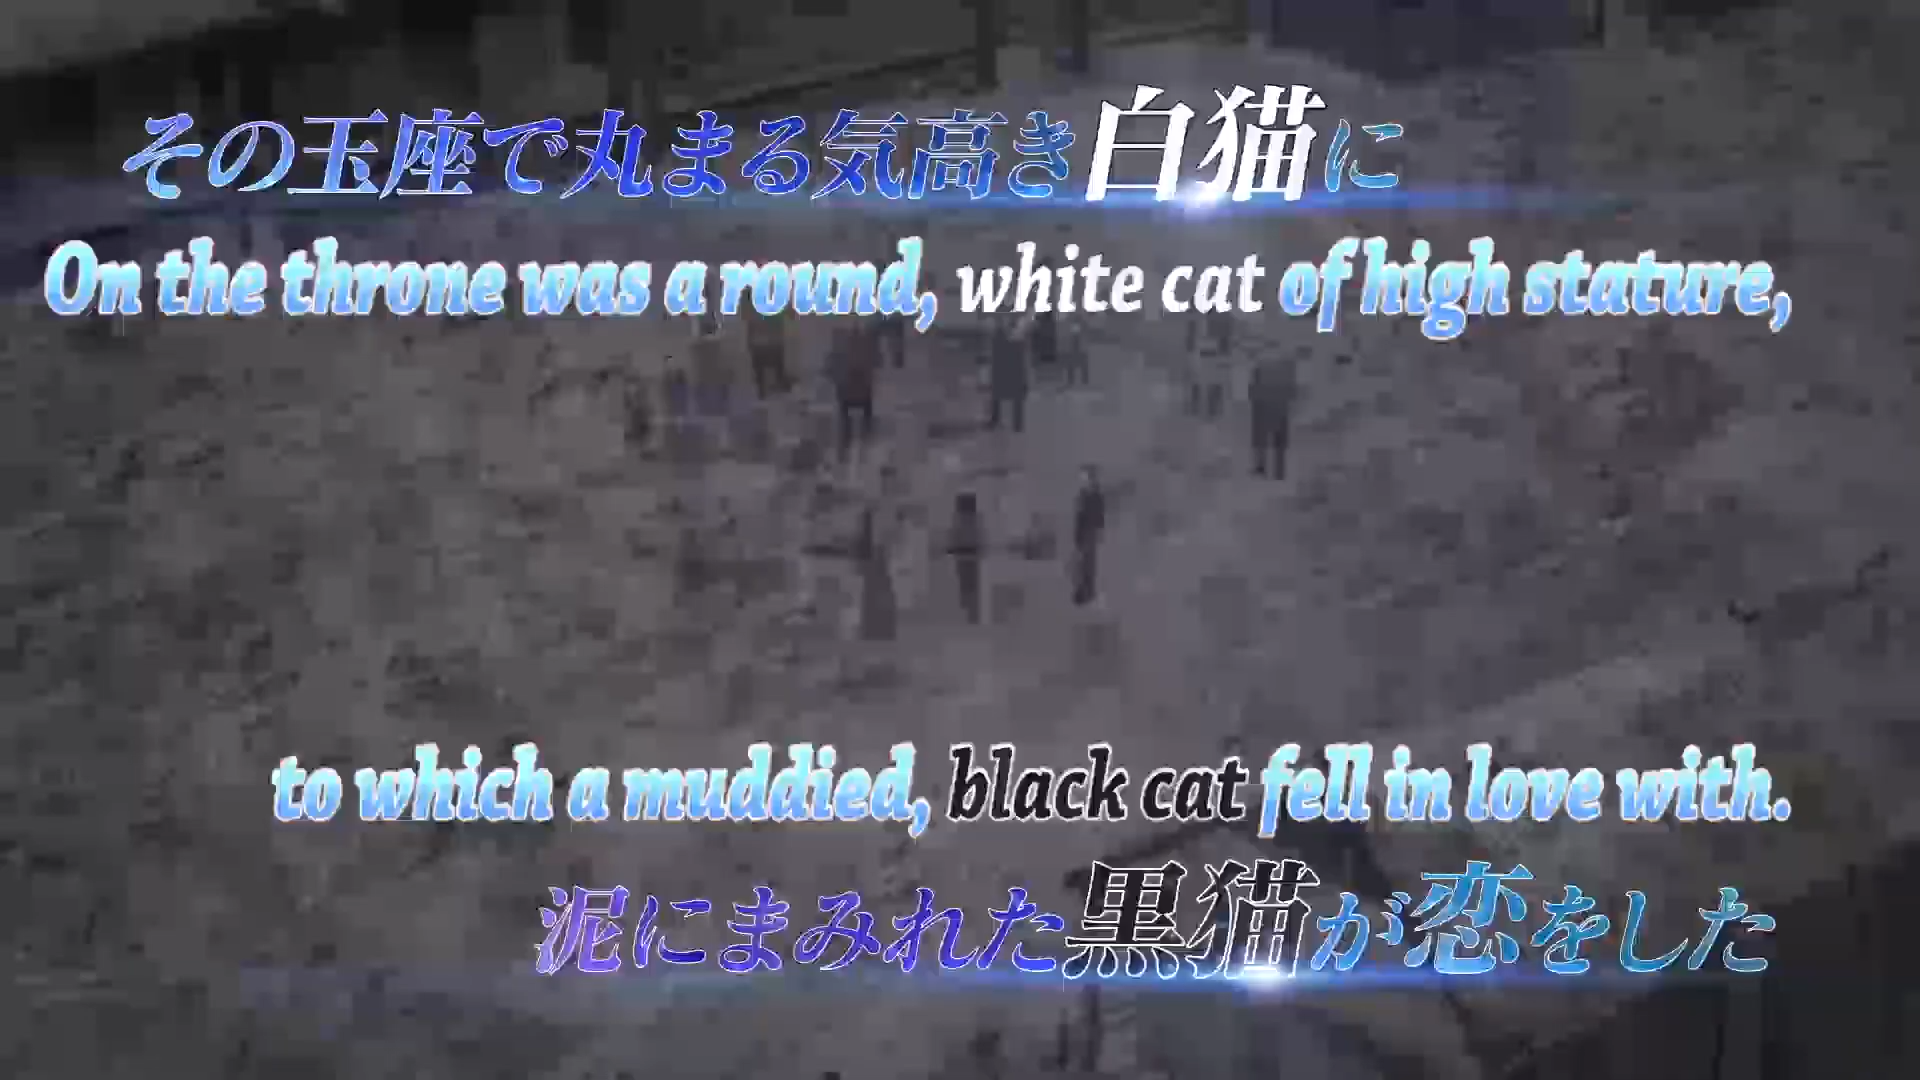 その玉座で丸まる気高き白猫に
On the throne was a round, white cat of high stature,
to which a muddied, black cat fell in love with.
泥にまみれた黒猫が恋をした